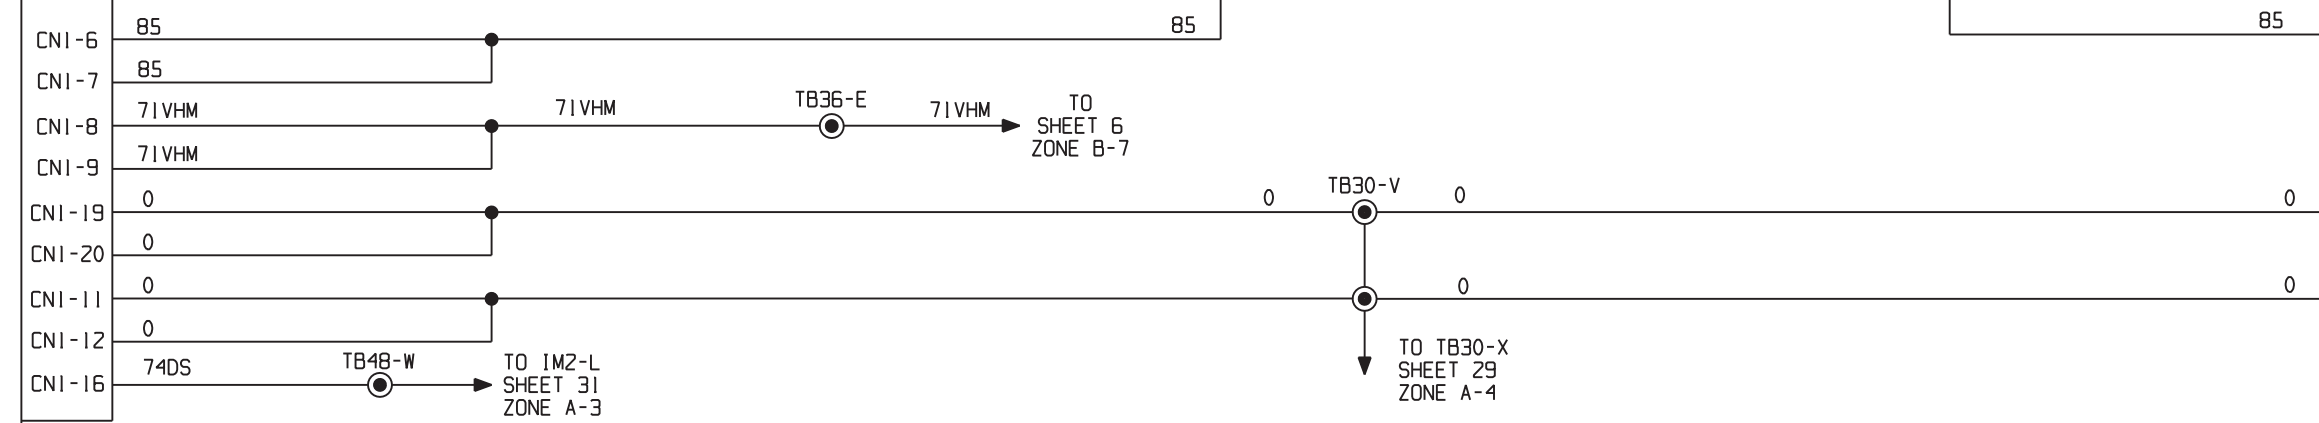 85 85 85
CN1-6
85
CN1-7
71VHM 71VHM TB36-E 71VHM TO
CN1-8 SHEET 6
71VHM ZONE B-7
CN1-9
0 0 TB30-V 0 0
CN1-19
0
CN1-20
0 0 0
CN1-11
0
CN1-12
74DS TB48-W TO IM2-L TO TB30-X
CN1-16 SHEET 31 SHEET 29
ZONE A-3 ZONE A-4